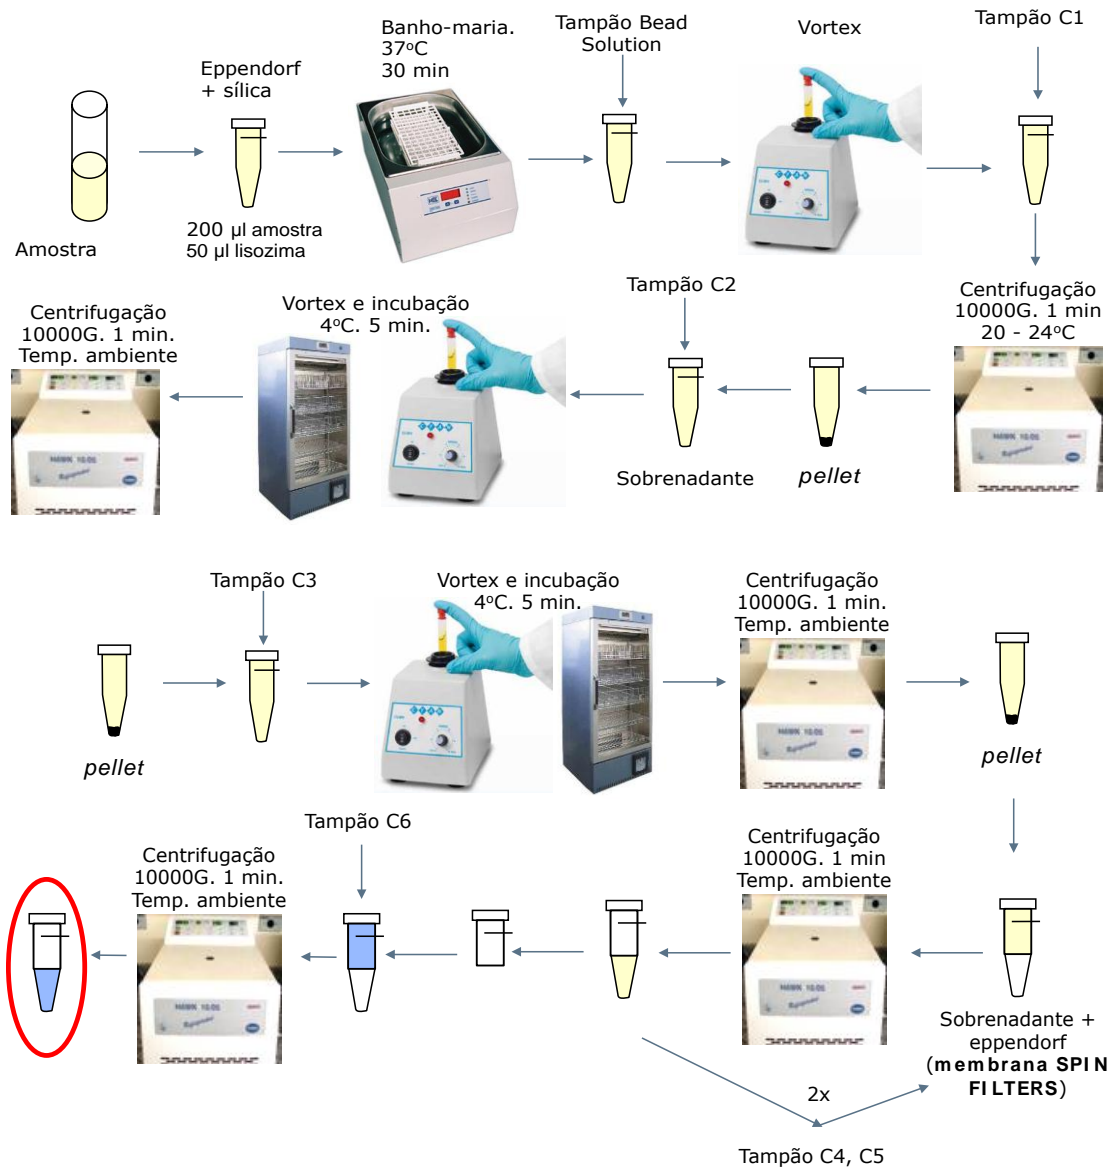 Tampão C1
Tampão Bead
Solution
Vortex
Banho-maria.
37ºC
30 min
Eppendorf
+ sílica
200 µl amostra
50 µl lisozima
Amostra
Centrifugação
10000G. 1 min
20 - 24ºC
Tampão C2
Vortex e incubação
4ºC. 5 min.
Centrifugação
10000G. 1 min.
Temp. ambiente
Sobrenadante
pellet
Tampão C3
Vortex e incubação
4ºC. 5 min.
Centrifugação
10000G. 1 min.
Temp. ambiente
pellet
pellet
Tampão C6
Centrifugação
10000G. 1 min.
Temp. ambiente
Centrifugação
10000G. 1 min
Temp. ambiente
Sobrenadante +
eppendorf
(membrana SPIN
FILTERS)
2x
Tampão C4, C5